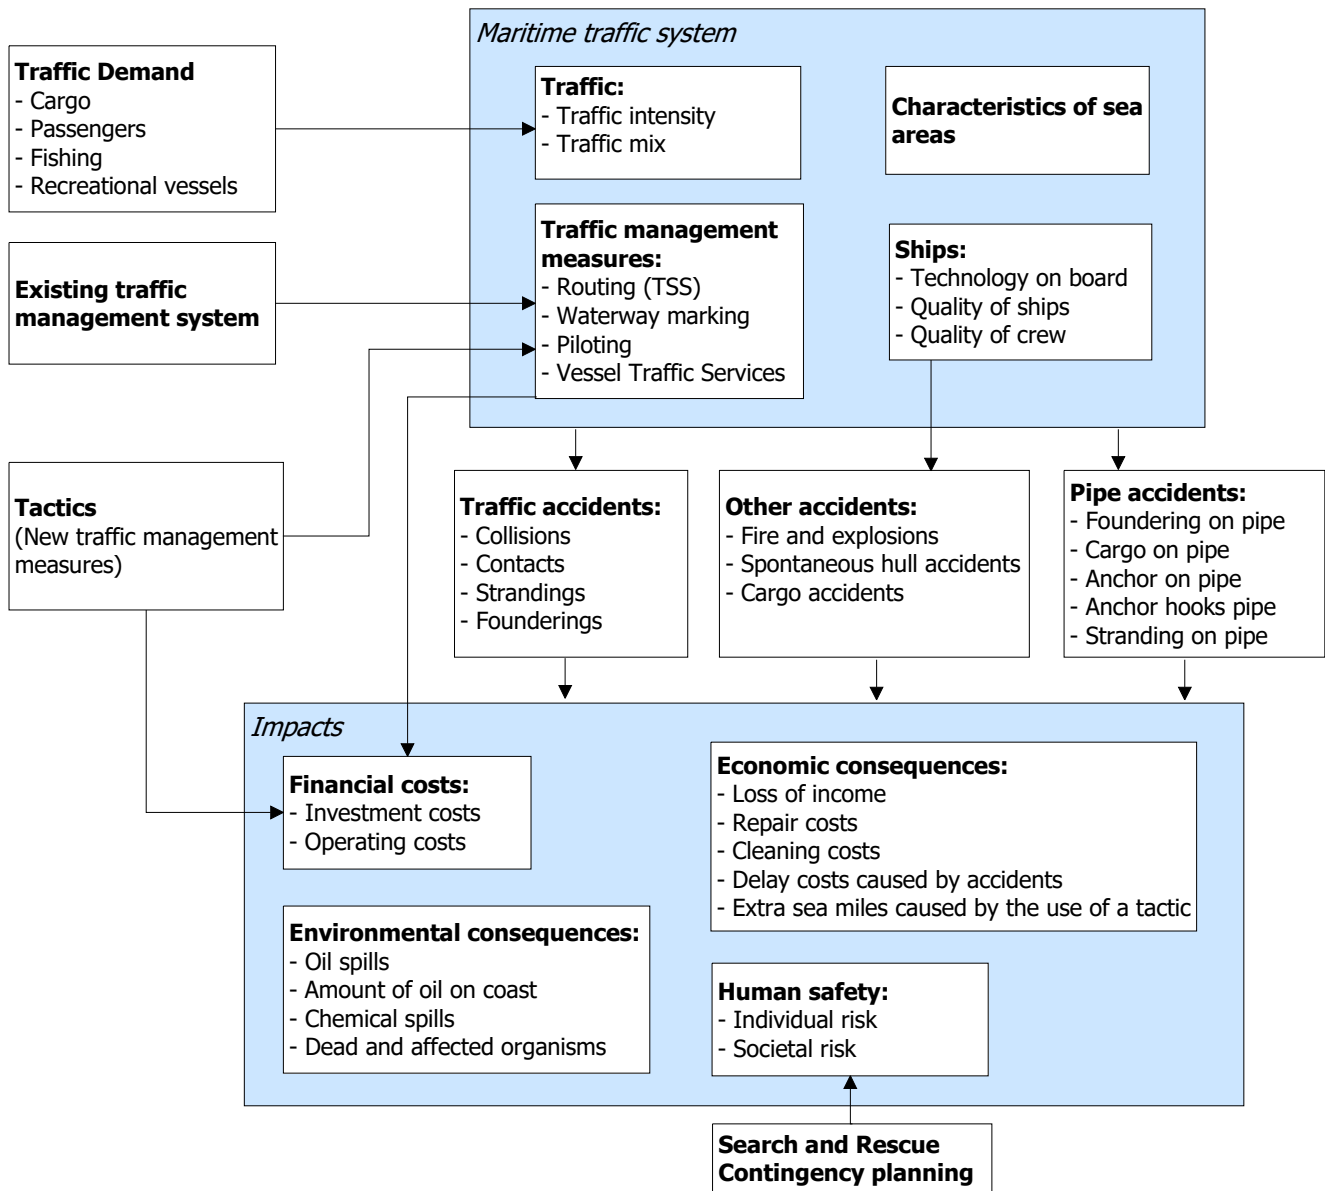 Maritime traffic system
Traffic Demand
- Cargo
- Passengers
- Fishing
- Recreational vessels
Traffic:
- Traffic intensity
- Traffic mix
Characteristics of sea
areas
Existing traffic
management system
Traffic management
measures:
- Routing (TSS)
- Waterway marking
- Piloting
- Vessel Traffic Services
Ships:
- Technology on board
- Quality of ships
- Quality of crew
Tactics
(New traffic management
measures)
Traffic accidents:
- Collisions
- Contacts
- Strandings
- Founderings
Other accidents:
- Fire and explosions
- Spontaneous hull accidents
- Cargo accidents
Pipe accidents:
- Foundering on pipe
- Cargo on pipe
- Anchor on pipe
- Anchor hooks pipe
- Stranding on pipe
Impacts
Financial costs:
- Investment costs
- Operating costs
Economic consequences:
- Loss of income
- Repair costs
- Cleaning costs
- Delay costs caused by accidents
- Extra sea miles caused by the use of a tactic
Environmental consequences:
- Oil spills
- Amount of oil on coast
- Chemical spills
- Dead and affected organisms
Human safety:
- Individual risk
- Societal risk
Search and Rescue
Contingency planning